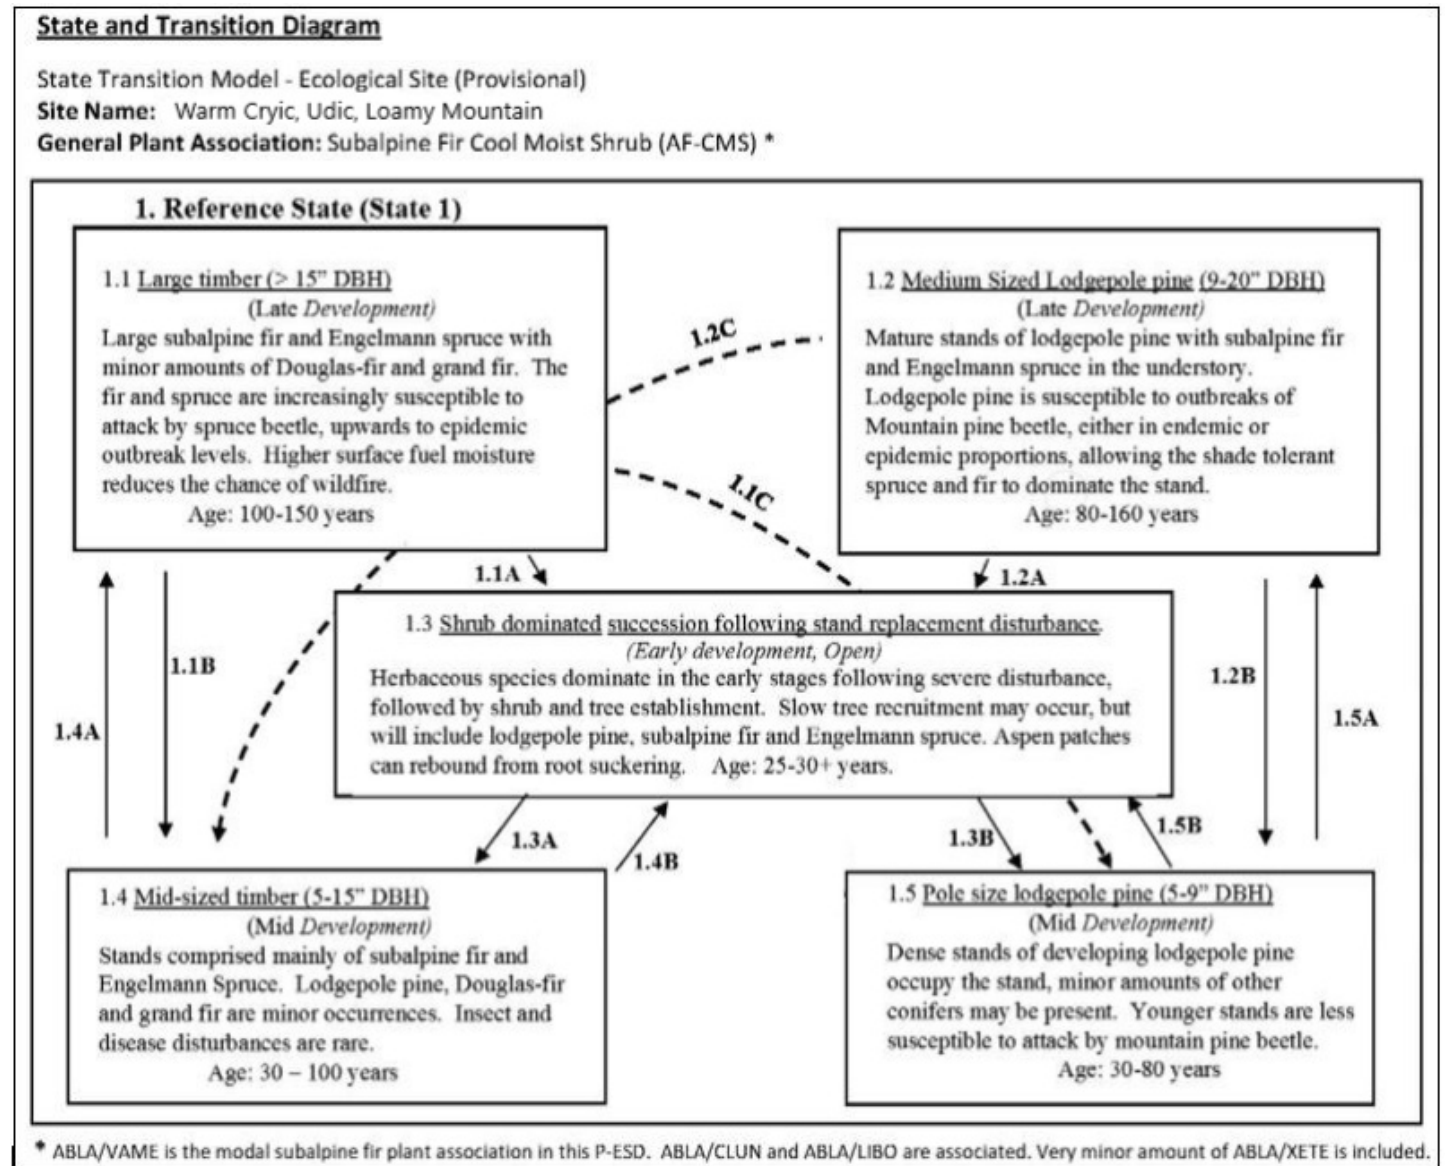 State and Transition Diagram
State Transition Model - Ecological Site (Provisional)
Site Name: Warm Cryic, Udic, Loamy Mountain
General Plant Association: Subalpine Fir Cool Moist Shrub (AF-CMS) *
1. Reference State (State 1)
1.1 Large timber (> 15” DBH)
(Late Development)
Large subalpine fir and Engelmann spruce with
minor amounts of Douglas-fir and grand fir. The
fir and spruce are increasingly susceptible to
attack by spruce beetle, upwards to epidemic
outbreak levels. Higher surface fuel moisture
reduces the chance of wildfire.
Age: 100-150 years
1.2C
1.1C
1.2 Medium Sized Lodgepole pine (9-20” DBH)
(Late Development)
Mature stands of lodgepole pine with subalpine fir
and Engelmann spruce in the understory.
Lodgepole pine is susceptible to outbreaks of
Mountain pine beetle, either in endemic or
epidemic proportions, allowing the shade tolerant
spruce and fir to dominate the stand.
Age: 80-160 years
1.1A
1.2A
1.3 Shrub dominated succession following stand replacement disturbance.
(Early development, Open)
Herbaceous species dominate in the early stages following severe disturbance,
followed by shrub and tree establishment. Slow tree recruitment may occur, but
will include lodgepole pine, subalpine fir and Engelmann spruce. Aspen patches
can rebound from root suckering. Age: 25-30+ years.
1.1B
1.4A
1.2B
1.5A
1.3A
1.4B
1.3B
1.5B
1.4 Mid-sized timber (5-15” DBH)
(Mid Development)
Stands comprised mainly of subalpine fir and
Engelmann Spruce. Lodgepole pine, Douglas-fir
and grand fir are minor occurrences. Insect and
disease disturbances are rare.
Age: 30 – 100 years
1.5 Pole size lodgepole pine (5-9” DBH)
(Mid Development)
Dense stands of developing lodgepole pine
occupy the stand, minor amounts of other
conifers may be present. Younger stands are less
susceptible to attack by mountain pine beetle.
Age: 30-80 years
* ABLA/VAME is the modal subalpine fir plant association in this P-ESD. ABLA/CLUN and ABLA/LIBO are associated. Very minor amount of ABLA/XETE is included.